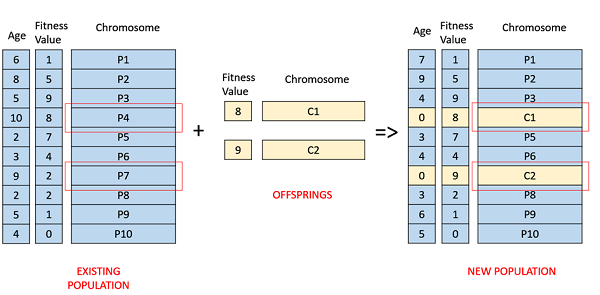 Age Fitness Value Chromosome
6 1 P1
8 5 P2
5 9 P3
10 8 P4
2 7 P5
3 4 P6
9 2 P7
2 2 P8
5 1 P9
4 0 P10
EXISTING
POPULATION
+
Fitness Value Chromosome
8 C1
9 C2
OFFSPRINGS
=>
Age Fitness Value Chromosome
7 1 P1
9 5 P2
4 9 P3
0 8 C1
3 7 P5
4 4 P6
0 9 C2
3 2 P8
6 1 P9
5 0 P10
NEW POPULATION